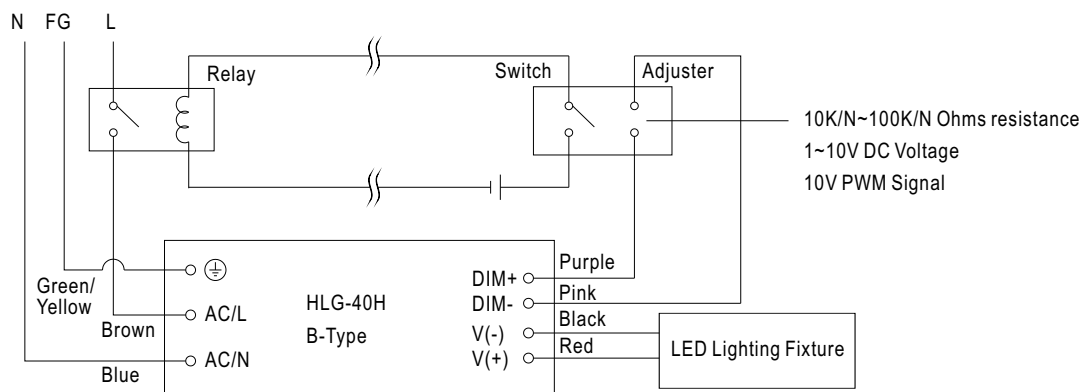 N FG L
Relay
Switch
Adjuster
10K/N~100K/N Ohms resistance
1~10V DC Voltage
10V PWM Signal
Green/
Yellow
Brown
Blue
AC/L
AC/N
HLG-40H
B-Type
DIM+
DIM-
V(-)
V(+)
Purple
Pink
Black
Red
LED Lighting Fixture